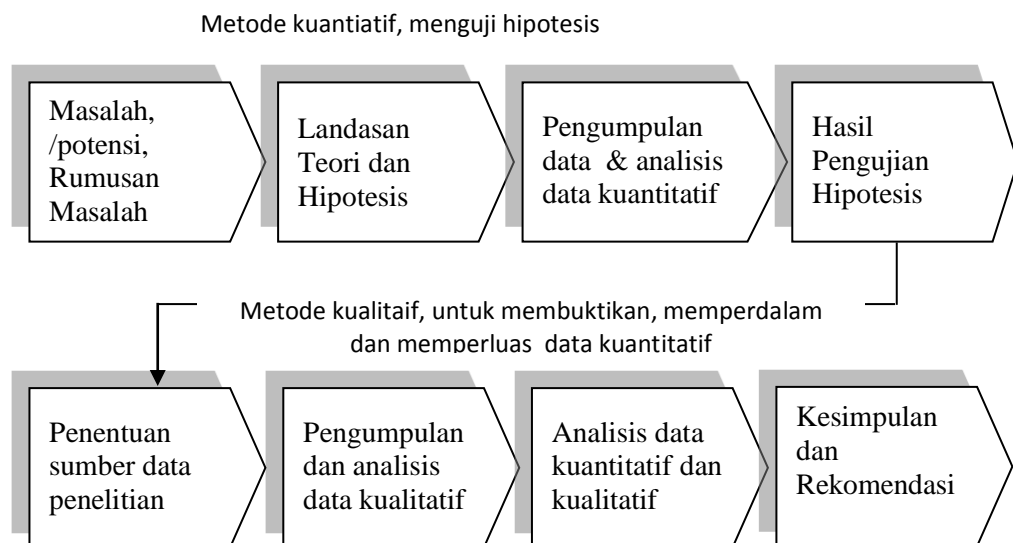 Metode kuantiatif, menguji hipotesis
Masalah,
/potensi,
Rumusan
Masalah
Landasan
Teori dan
Hipotesis
Pengumpulan
data & analisis
data kuantitatif
Hasil
Pengujian
Hipotesis
Metode kualitaif, untuk membuktikan, memperdalam
dan memperluas data kuantitatif
Penentuan
sumber data
penelitian
Pengumpulan
dan analisis
data kualitatif
Analisis data
kuantitatif dan
kualitatif
Kesimpulan
dan
Rekomendasi